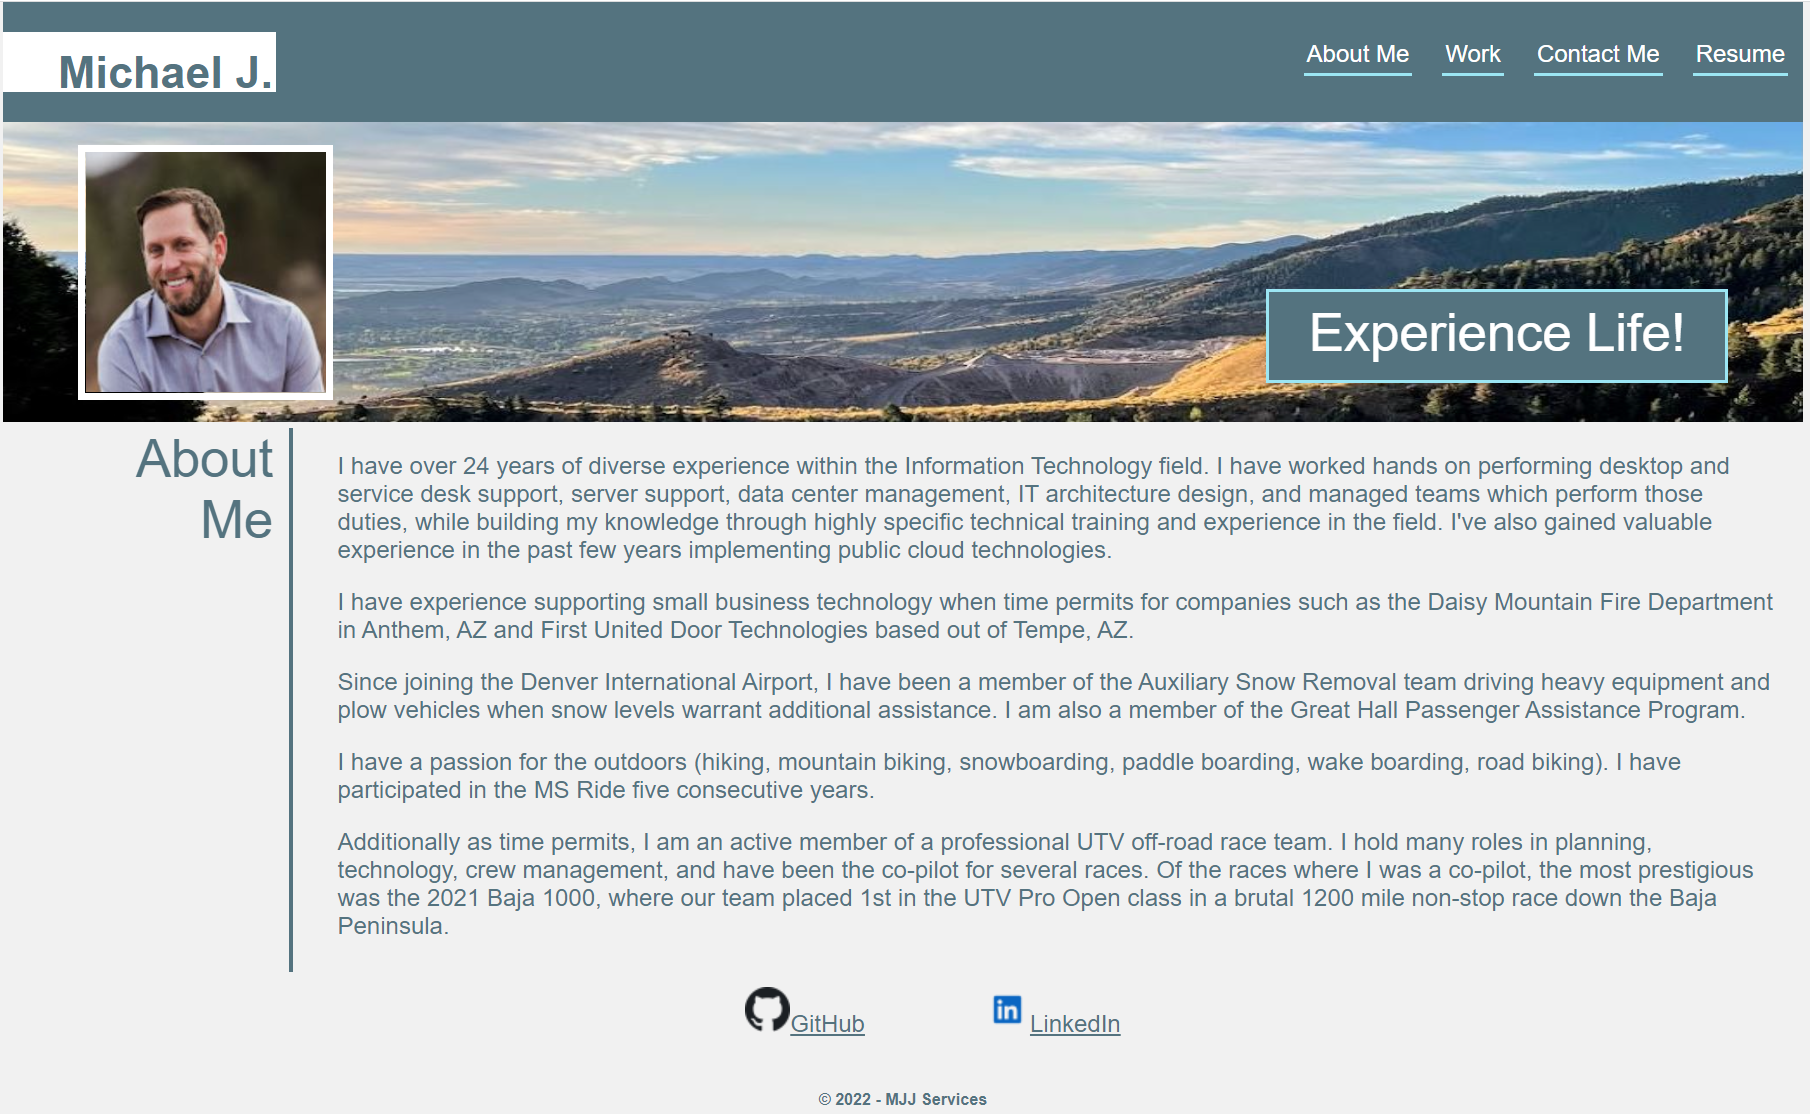 Michael J.
About Me
Work
Contact Me
Resume
Experience Life!
About
Me
I have over 24 years of diverse experience within the Information Technology field. I have worked hands on performing desktop and
service desk support, server support, data center management, IT architecture design, and managed teams which perform those
duties, while building my knowledge through highly specific technical training and experience in the field. I've also gained valuable
experience in the past few years implementing public cloud technologies.
I have experience supporting small business technology when time permits for companies such as the Daisy Mountain Fire Department
in Anthem, AZ and First United Door Technologies based out of Tempe, AZ.
Since joining the Denver International Airport, I have been a member of the Auxiliary Snow Removal team driving heavy equipment and
plow vehicles when snow levels warrant additional assistance. I am also a member of the Great Hall Passenger Assistance Program.
I have a passion for the outdoors (hiking, mountain biking, snowboarding, paddle boarding, wake boarding, road biking). I have
participated in the MS Ride five consecutive years.
Additionally as time permits, I am an active member of a professional UTV off-road race team. I hold many roles in planning,
technology, crew management, and have been the co-pilot for several races. Of the races where I was a co-pilot, the most prestigious
was the 2021 Baja 1000, where our team placed 1st in the UTV Pro Open class in a brutal 1200 mile non-stop race down the Baja
Peninsula.
GitHub
in LinkedIn
© 2022 - MJJ Services